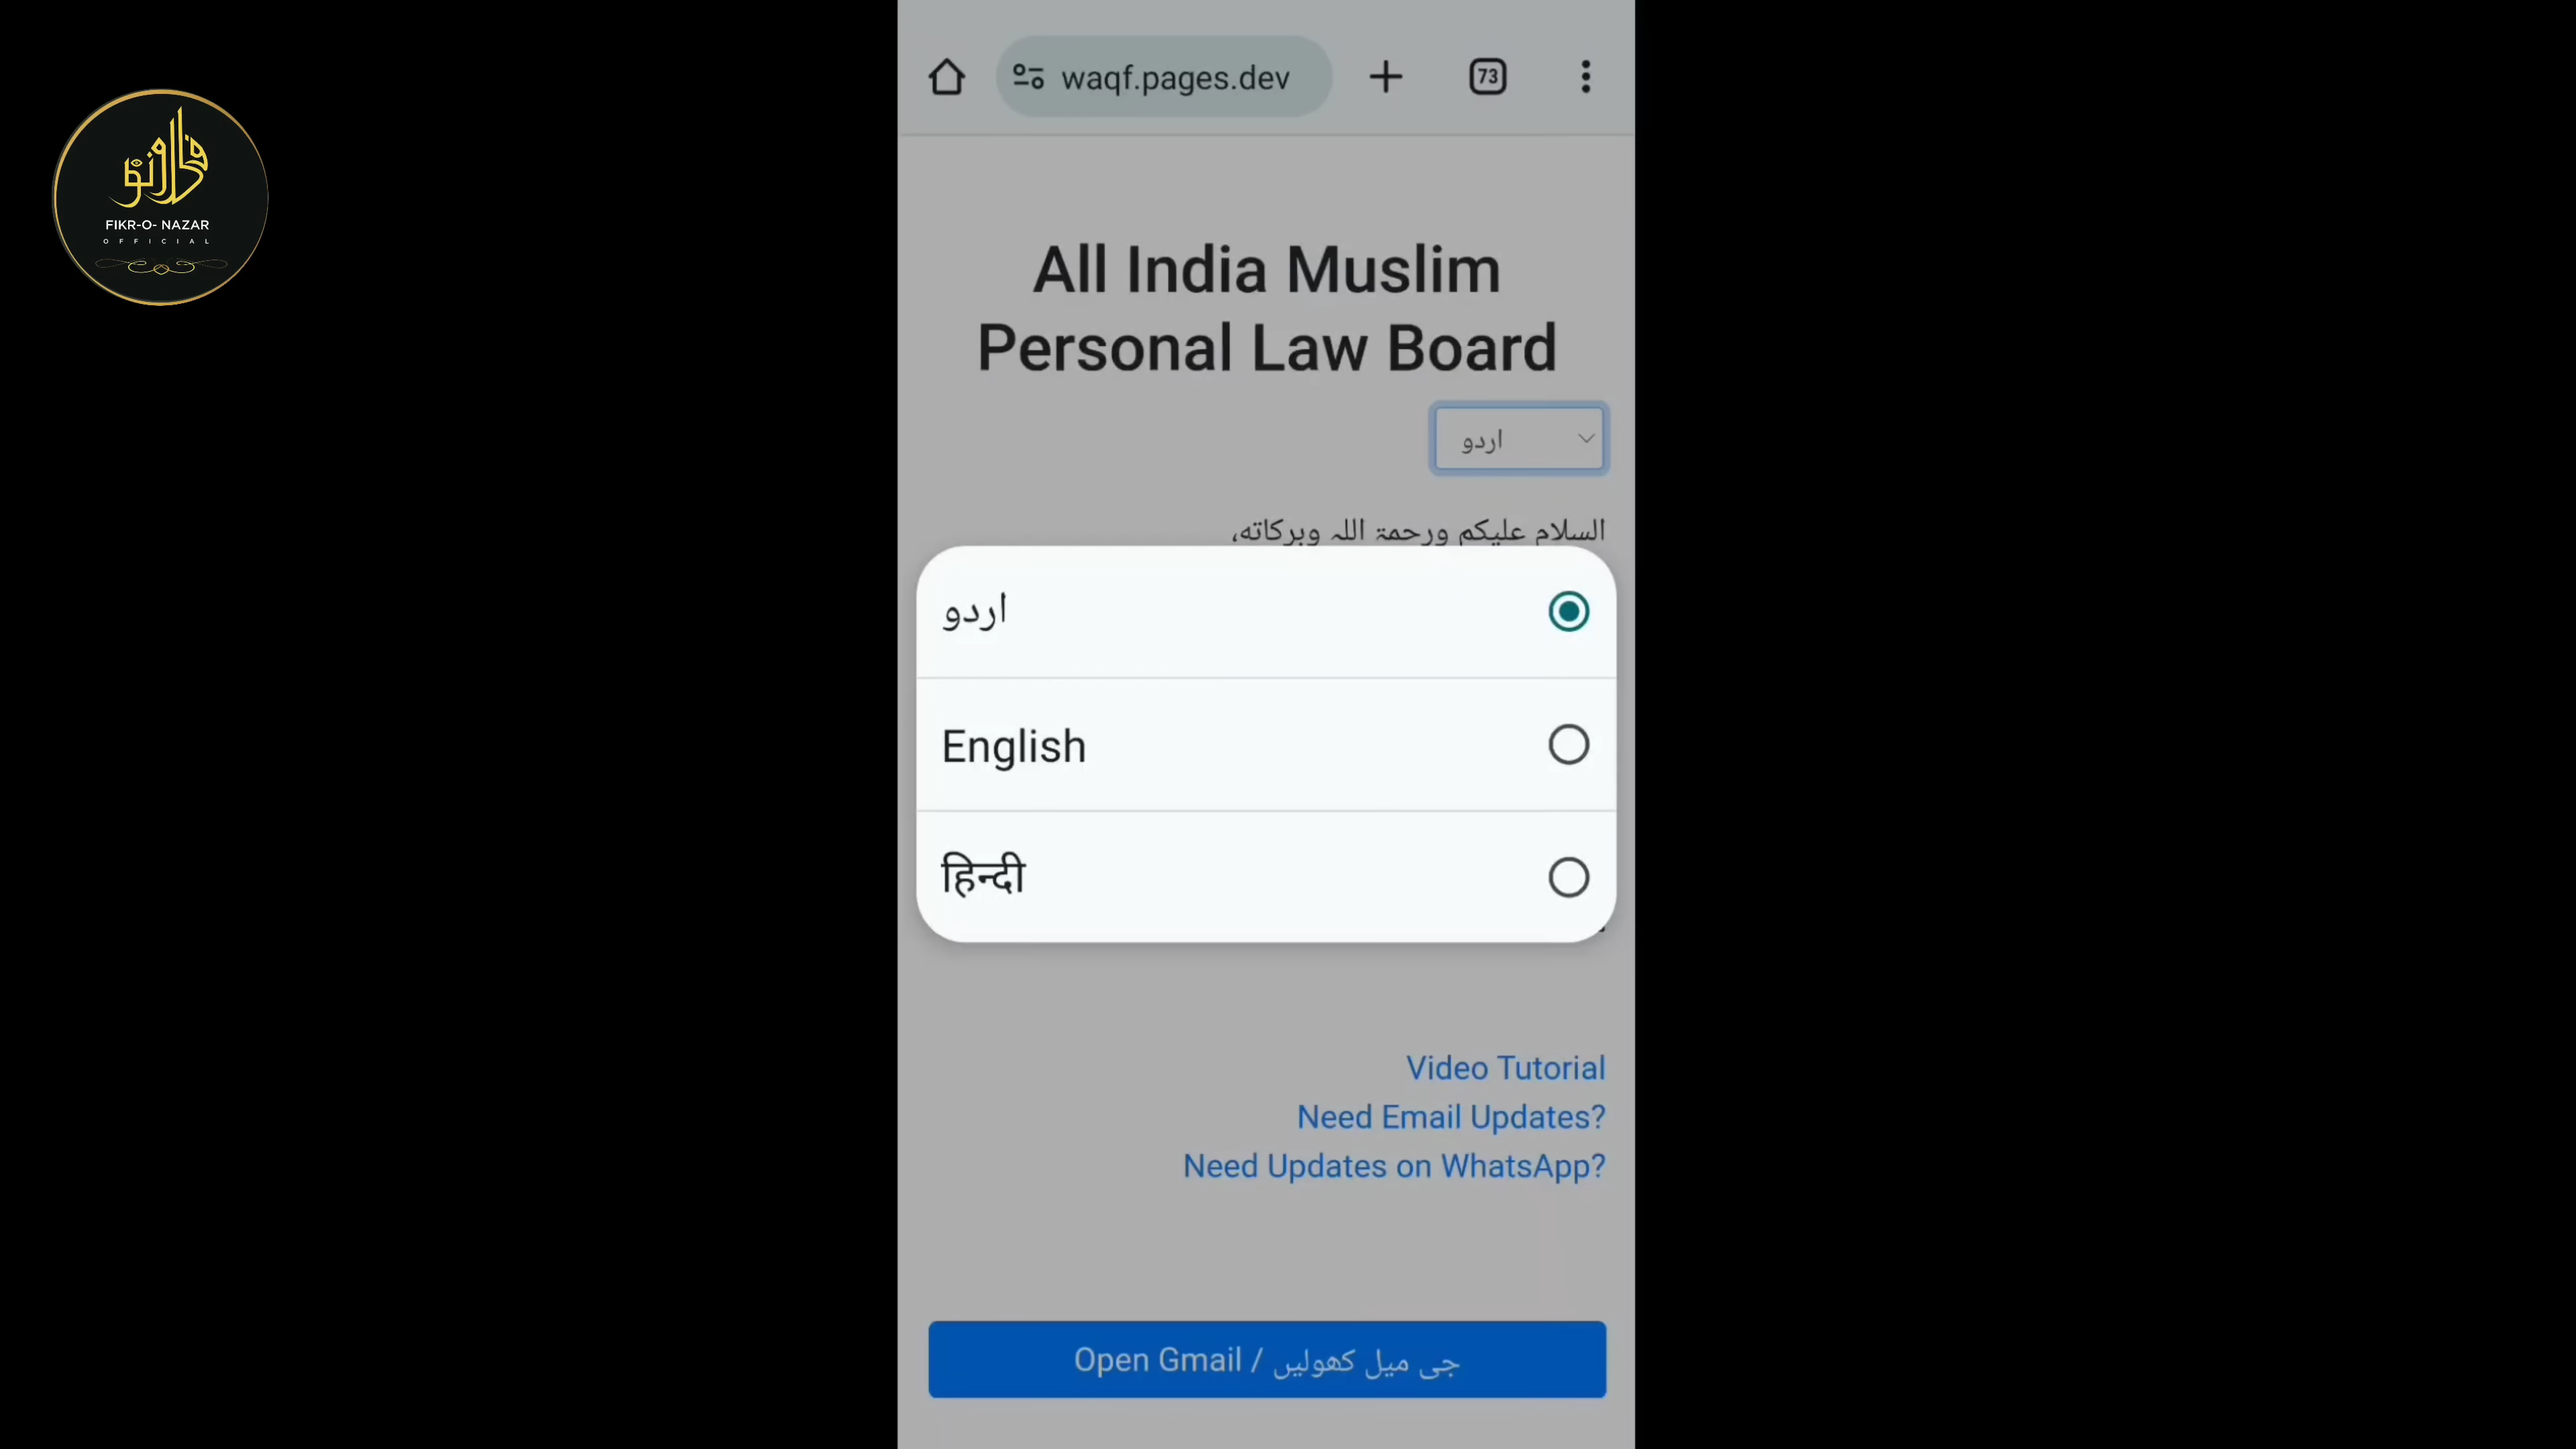 فکرونظر
FIKR-O- NAZAR
OFFICIAL
waqf.pages.dev
73
All India Muslim
Personal Law Board
اردو
السلام علیکم ورحمۃ اللہ وبرکاتہ،
اردو
English
हिन्दी
Video Tutorial
Need Email Updates?
Need Updates on WhatsApp?
Open Gmail / جی میل کھولیں